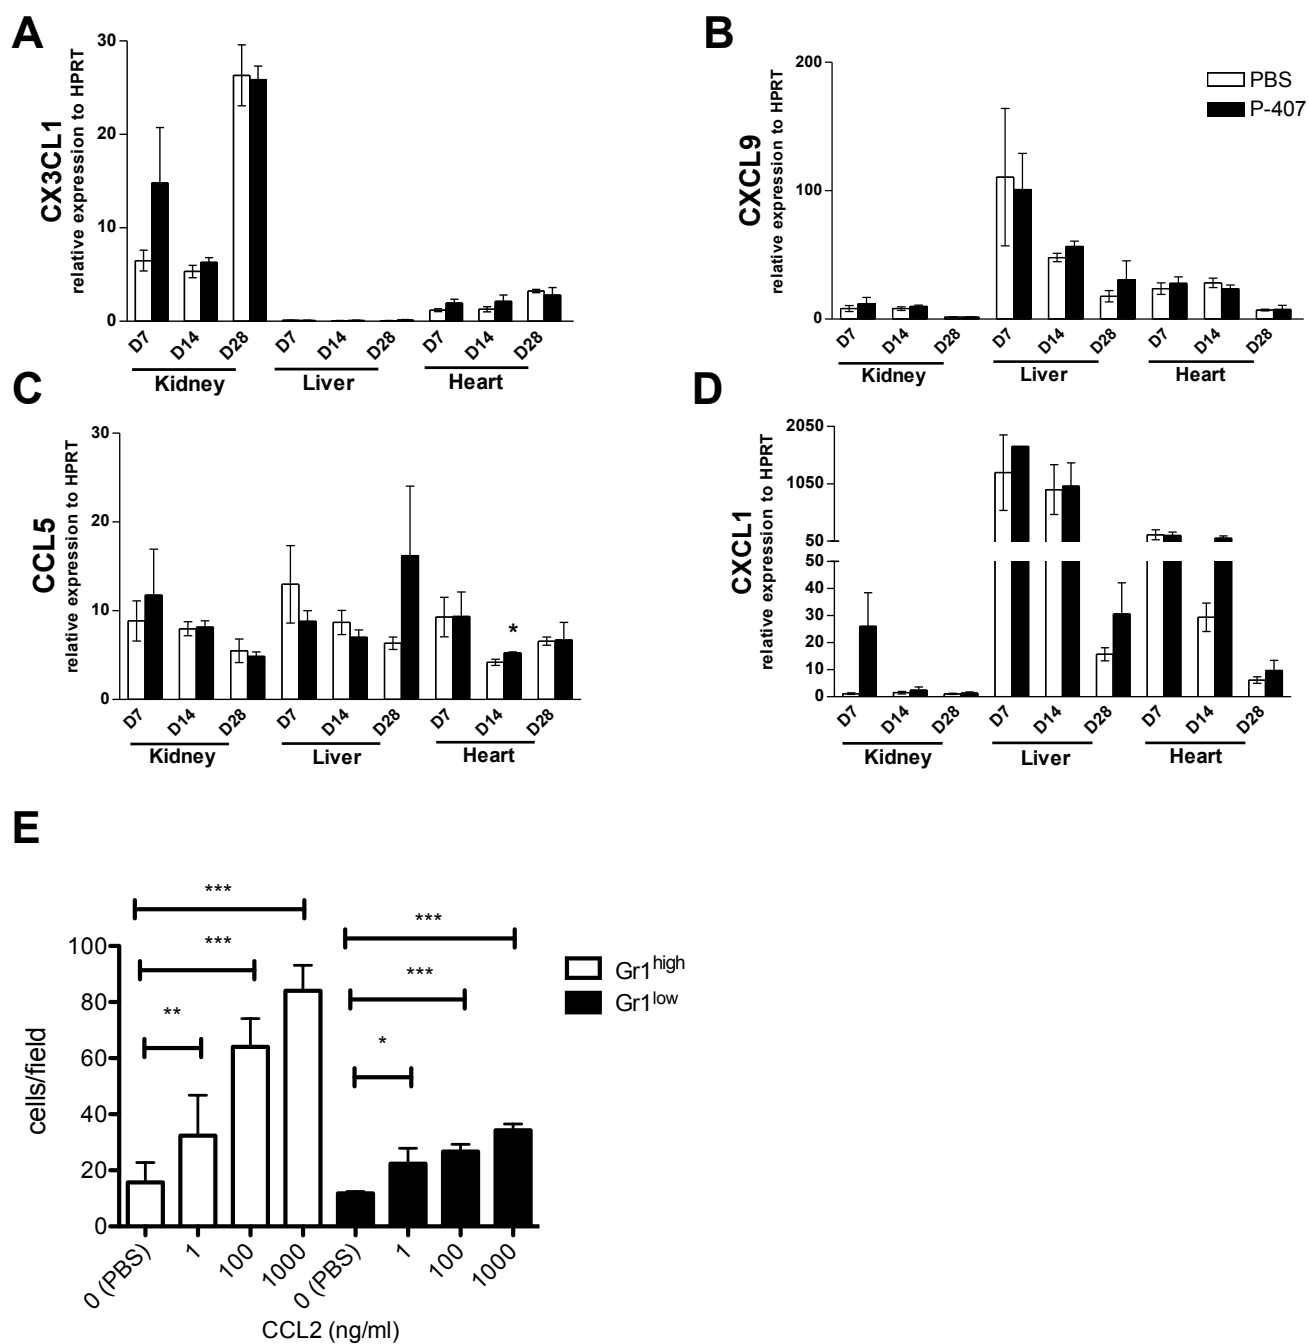 A
CX3CL1
relative expression to HPRT
30
20
10
0
D7
D14
D28
D7
D14
D28
D7
D14
D28
Kidney
Liver
Heart
B
CXCL9
relative expression to HPRT
200
100
0
PBS
P-407
D7
D14
D28
D7
D14
D28
D7
D14
D28
Kidney
Liver
Heart
C
CCL5
relative expression to HPRT
30
20
10
0
*
D7
D14
D28
D7
D14
D28
D7
D14
D28
Kidney
Liver
Heart
D
CXCL1
relative expression to HPRT
2050
1050
50
50
40
30
20
10
0
D7
D14
D28
D7
D14
D28
D7
D14
D28
Kidney
Liver
Heart
E
cells/field
100
80
60
40
20
0
***
***
**
***
***
*
Gr1high
Gr1low
0 (PBS)
1
100
1000
0 (PBS)
1
100
1000
CCL2 (ng/ml)